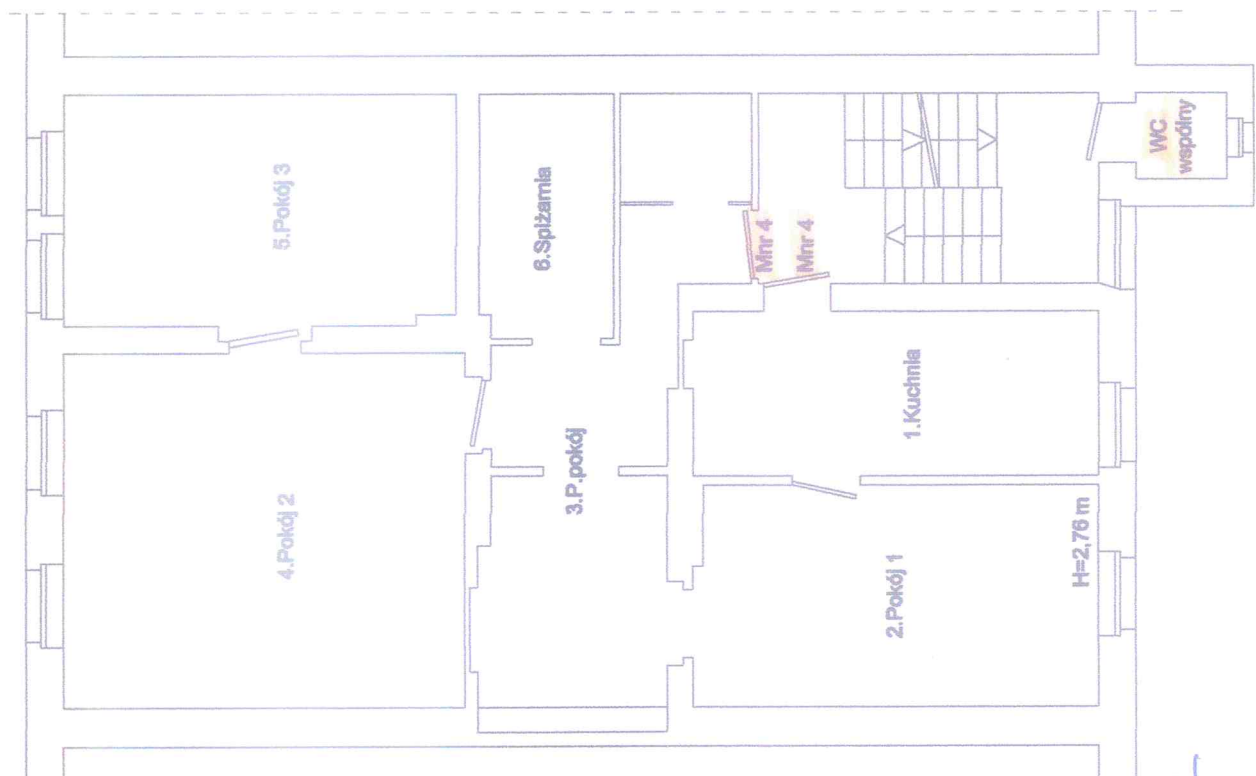 5.Pokój 3
6.Spiżarnia
WC
wspólny
Mnr 4
Mnr 4
4.Pokój 2
3.P.pokój
1.Kuchnia
2.Pokój 1
H=2,76 m